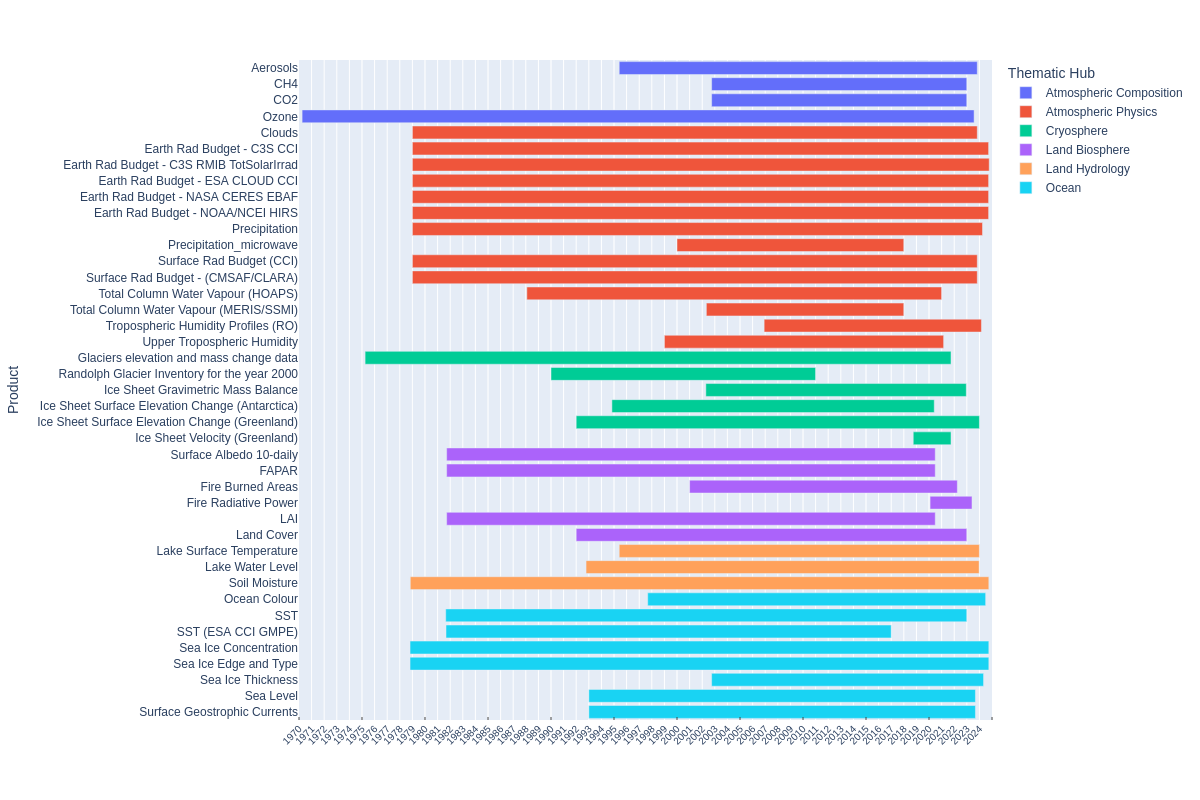 Aerosols
CH4
CO2
Ozone
Clouds
Earth Rad Budget - C3S CCI
Earth Rad Budget - C3S RMIB TotSolarIrrad
Earth Rad Budget - ESA CLOUD CCI
Earth Rad Budget - NASA CERES EBAF
Earth Rad Budget - NOAA/NCEI HIRS
Precipitation
Precipitation_microwave
Surface Rad Budget (CCI)
Surface Rad Budget - (CMSAF/CLARA)
Total Column Water Vapour (HOAPS)
Total Column Water Vapour (MERIS/SSMI)
Tropospheric Humidity Profiles (RO)
Upper Tropospheric Humidity
Glaciers elevation and mass change data
Randolph Glacier Inventory for the year 2000
Ice Sheet Gravimetric Mass Balance
Ice Sheet Surface Elevation Change (Antarctica)
Ice Sheet Surface Elevation Change (Greenland)
Ice Sheet Velocity (Greenland)
Surface Albedo 10-daily
FAPAR
Fire Burned Areas
Fire Radiative Power
LAI
Land Cover
Lake Surface Temperature
Lake Water Level
Soil Moisture
Ocean Colour
SST
SST (ESA CCI GMPE)
Sea Ice Concentration
Sea Ice Edge and Type
Sea Ice Thickness
Sea Level
Surface Geostrophic Currents
Product
1970 1971 1972 1973 1974 1975 1976 1977 1978 1979 1980 1981 1982 1983 1984 1985 1986 1987 1988 1989 1990 1991 1992 1993 1994 1995 1996 1997 1998 1999 2000 2001 2002 2003 2004 2005 2006 2007 2008 2009 2010 2011 2012 2013 2014 2015 2016 2017 2018 2019 2020 2021 2022 2023 2024
Thematic Hub
Atmospheric Composition
Atmospheric Physics
Cryosphere
Land Biosphere
Land Hydrology
Ocean